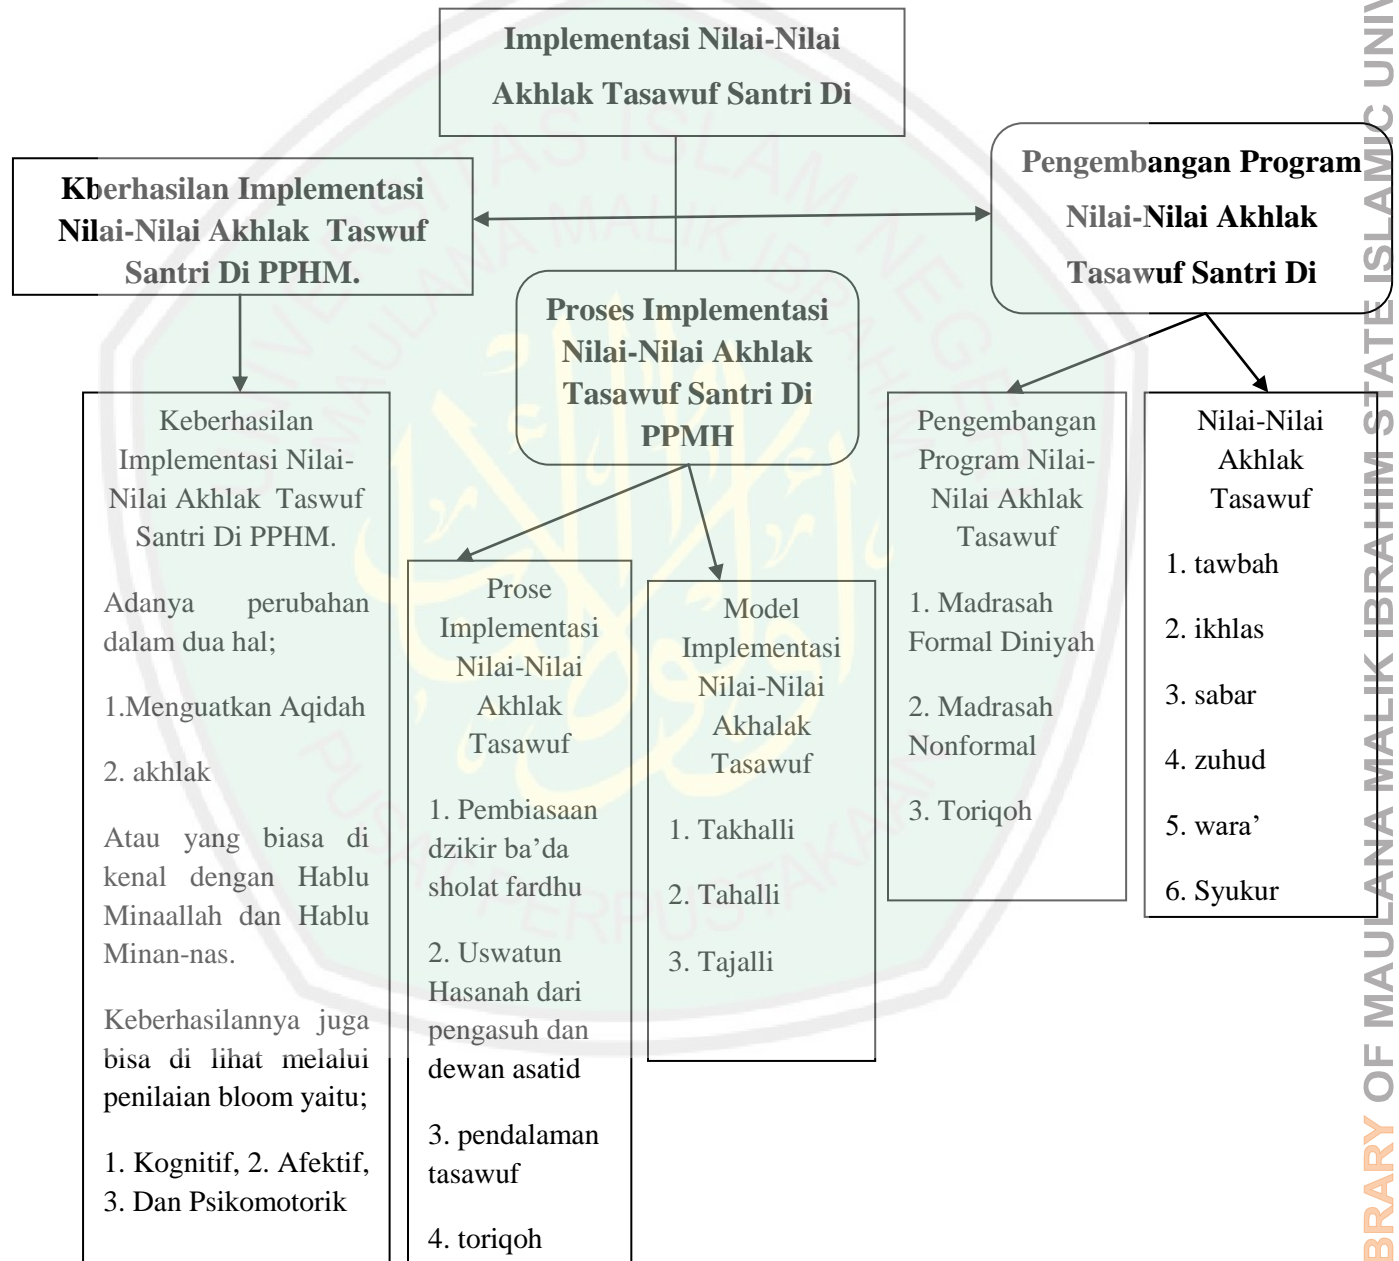 Implementasi Nilai-Nilai
Akhlak Tasawuf Santri Di
Kberhasilan Implementasi
Nilai-Nilai Akhlak Taswuf
Santri Di PPHM.
Pengembangan Program
Nilai-Nilai Akhlak
Tasawuf Santri Di
Proses Implementasi
Nilai-Nilai Akhlak
Tasawuf Santri Di
PPMH
Keberhasilan
Implementasi Nilai-
Nilai Akhlak Taswuf
Santri Di PPHM.
Adanya perubahan
dalam dua hal;
1.Menguatkan Aqidah
2. akhlak
Atau yang biasa di
kenal dengan Hablu
Minaallah dan Hablu
Minan-nas.
Keberhasilannya juga
bisa di lihat melalui
penilaian bloom yaitu;
1. Kognitif, 2. Afektif,
3. Dan Psikomotorik
Prose
Implementasi
Nilai-Nilai
Akhlak
Tasawuf
1. Pembiasaan
dzikir ba’da
sholat fardhu
2. Uswatun
Hasanah dari
pengasuh dan
dewan asatid
3. pendalaman
tasawuf
4. toriqoh
Model
Implementasi
Nilai-Nilai
Akhalak
Tasawuf
1. Takhalli
2. Tahalli
3. Tajalli
Pengembangan
Program Nilai-
Nilai Akhlak
Tasawuf
1. Madrasah
Formal Diniyah
2. Madrasah
Nonformal
3. Toriqoh
Nilai-Nilai
Akhlak
Tasawuf
1. tawbah
2. ikhlas
3. sabar
4. zuhud
5. wara’
6. Syukur
UNIVERSITAS ISLAM NEGERI
MAULANA MALIK IBRAHIM
PUSAT PERPUSTAKAAN
BRARY OF MAULANA MALIK IBRAHIM STATE ISLAMIC UNIV